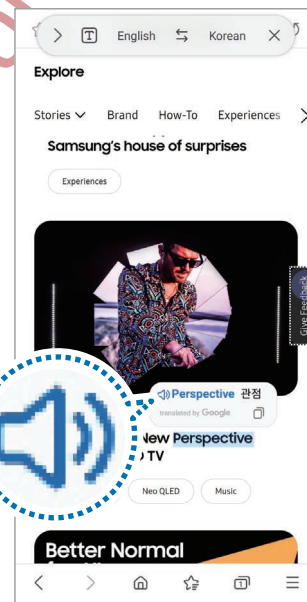 T English Korean
Explore
Stories Brand How-To Experiences
Samsung's house of surprises
Experiences
Give Feedback
Perspective 관점
translated by Google
New Perspective
TV
Neo QLED Music
Better Normal
1